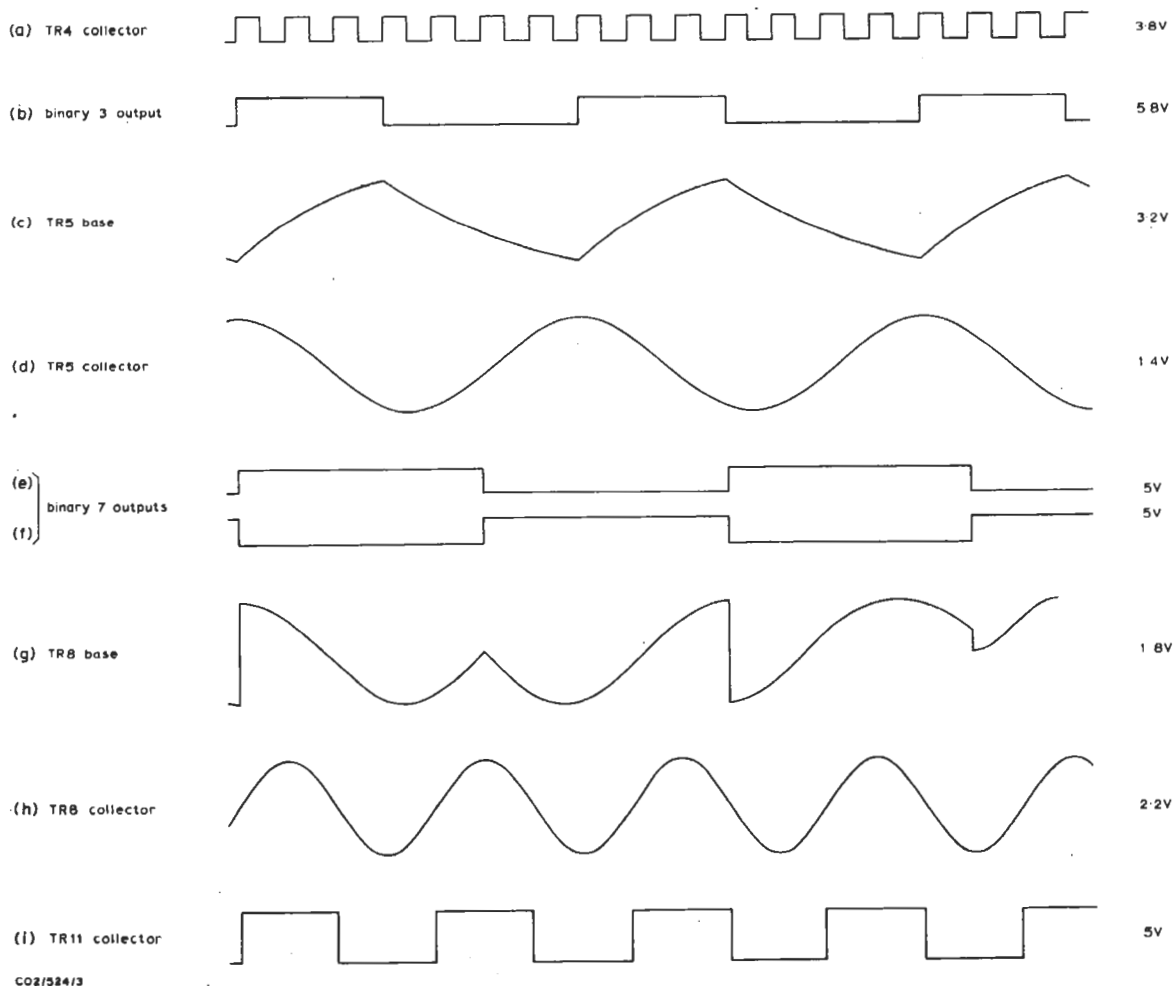 (a) TR4 collector 3·8V
(b) binary 3 output 5·8V
(c) TR5 base 3·2V
(d) TR5 collector 1·4V
(e) 5V
binary 7 outputs
(f) 5V
(g) TR8 base 1·8V
(h) TR8 collector 2·2V
(i) TR11 collector 5V
CO2/524/3